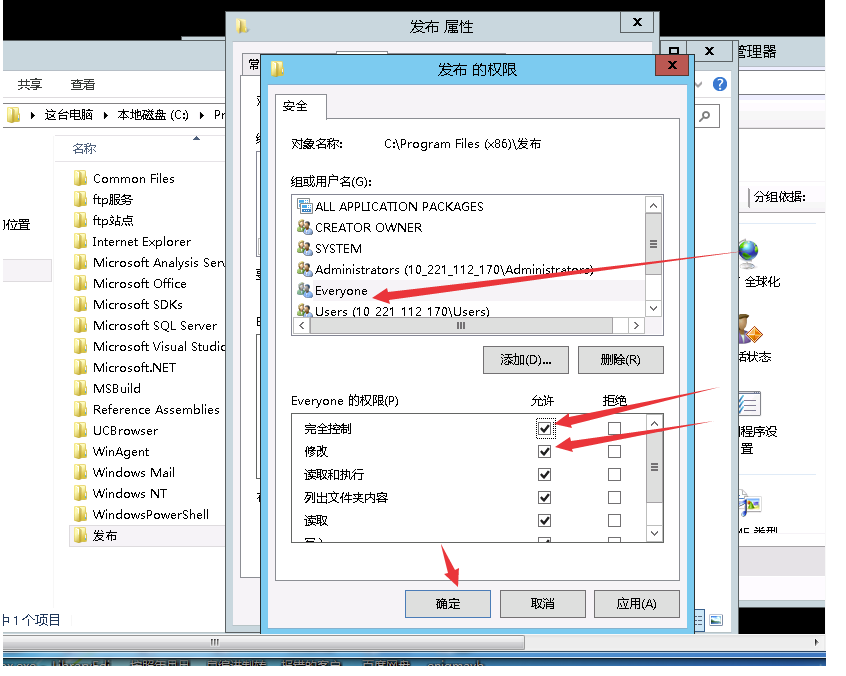 发布 属性
管理器
发布 的权限
共享
查看
这台电脑
本地磁盘 (C:)
Pr
常
安全
名称
对象名称:
C:\Program Files (x86)\发布
组或用户名(G):
分组依据:
位置
Common Files
ftp服务
ftp站点
Internet Explorer
Microsoft Analysis Serv
Microsoft Office
Microsoft SDKs
Microsoft SQL Server
Microsoft Visual Studio
Microsoft.NET
MSBuild
Reference Assemblies
UCBrowser
WinAgent
Windows Mail
Windows NT
WindowsPowerShell
发布
ALL APPLICATION PACKAGES
CREATOR OWNER
SYSTEM
Administrators (10_221_112_170\Administrators)
Everyone
Users (10_221_112_170\Users)
全球化
添加(D)...
删除(R)
状态
Everyone 的权限(P)
允许
拒绝
完全控制
修改
读取和执行
列出文件夹内容
读取
程序设
置
类型
确定
取消
应用(A)
中 1 个项目